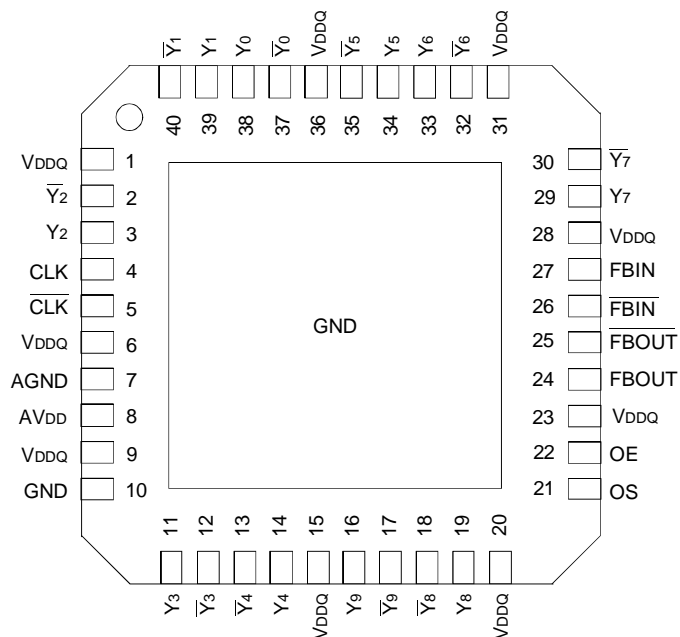 Y̅1 Y1 Y0 Y̅0 VDDQ Y̅5 Y5 Y6 Y̅6 VDDQ
40 39 38 37 36 35 34 33 32 31
VDDQ 1
Y̅2 2
Y2 3
CLK 4
C̅L̅K̅ 5
VDDQ 6
AGND 7
AVDD 8
VDDQ 9
GND 10
GND
30 Y̅7
29 Y7
28 VDDQ
27 FBIN
26 F̅B̅I̅N̅
25 F̅B̅O̅U̅T̅
24 FBOUT
23 VDDQ
22 OE
21 OS
11 12 13 14 15 16 17 18 19 20
Y3 Y̅3 Y̅4 Y4 VDDQ Y9 Y̅9 Y̅8 Y8 VDDQ